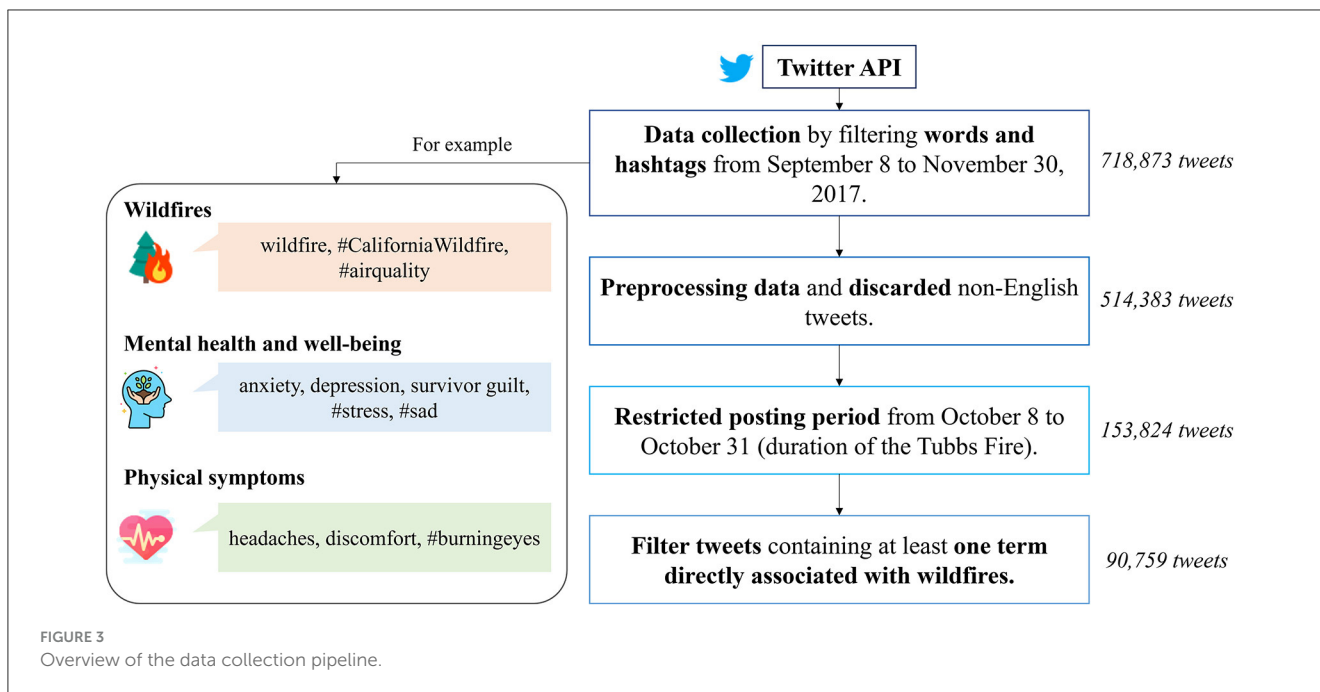 Twitter API
Data collection by filtering words and
hashtags from September 8 to November 30,
2017.
718,873 tweets
For example
Wildfires
wildfire, #CaliforniaWildfire,
#airquality
Mental health and well-being
anxiety, depression, survivor guilt,
#stress, #sad
Physical symptoms
headaches, discomfort, #burningeyes
Preprocessing data and discarded non-English
tweets.
514,383 tweets
Restricted posting period from October 8 to
October 31 (duration of the Tubbs Fire).
153,824 tweets
Filter tweets containing at least one term
directly associated with wildfires.
90,759 tweets
FIGURE 3
Overview of the data collection pipeline.